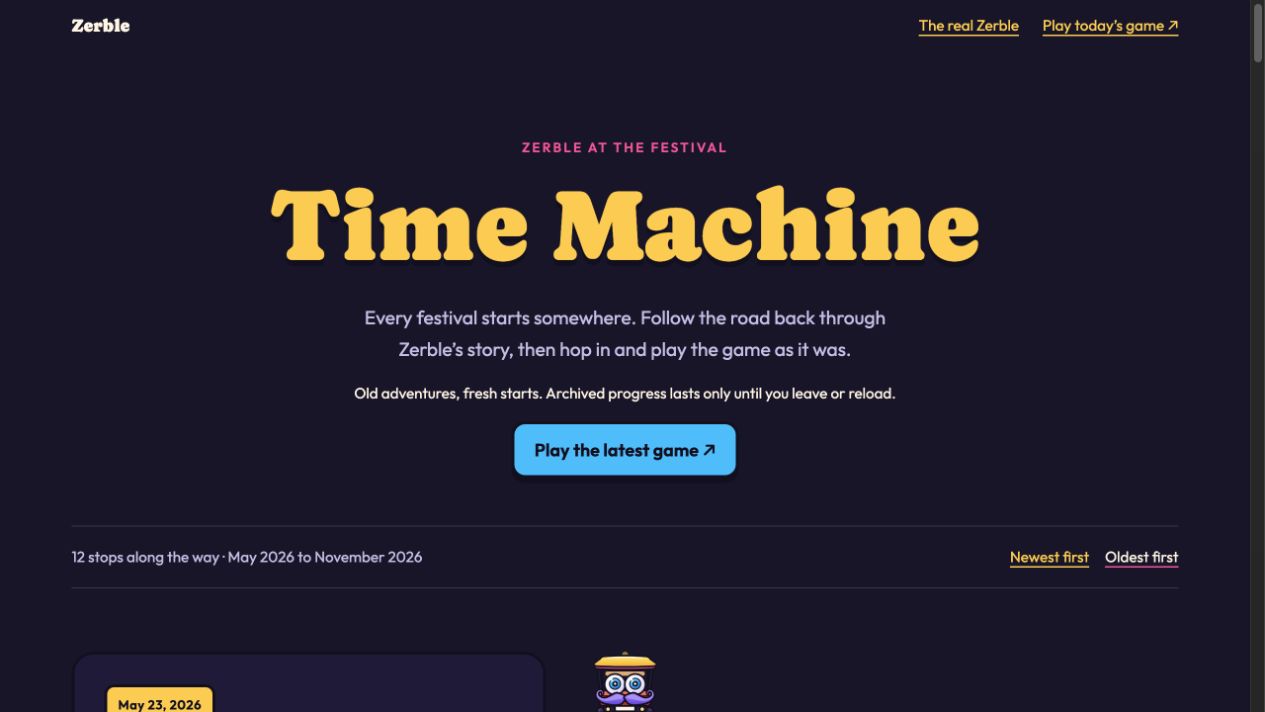 Zerble
The real Zerble
Play today's game ↗
ZERBLE AT THE FESTIVAL
Time Machine
Every festival starts somewhere. Follow the road back through
Zerble's story, then hop in and play the game as it was.
Old adventures, fresh starts. Archived progress lasts only until you leave or reload.
Play the latest game ↗
12 stops along the way · May 2026 to November 2026
Newest first
Oldest first
May 23, 2026